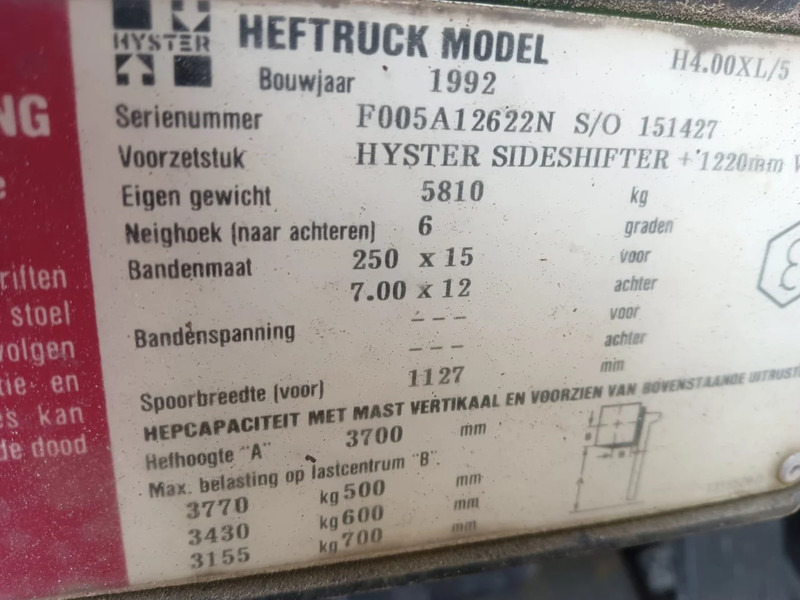 HYSTER
HEFTRUCK MODEL H4.00XL/5
Bouwjaar 1992
Serienummer F005A12622N S/O 151427
Voorzetstuk HYSTER SIDESHIFTER + 1220mm
Eigen gewicht 5810 kg
Neighoek (naar achteren) 6 graden
Bandenmaat 250 x 15 voor
7.00 x 12 achter
Bandenspanning --- voor
--- achter
Spoorbreedte (voor) 1127 mm
HEFCAPACITEIT MET MAST VERTIKAAL EN VOORZIEN VAN BOVENSTAANDE
Hefhoogte "A" 3700 mm
Max. belasting op lastcentrum "B".
3770 kg 500 mm
3430 kg 600 mm
3155 kg 700 mm
NG
e
riften
stoel
volgen
tie en
es kan
de dood